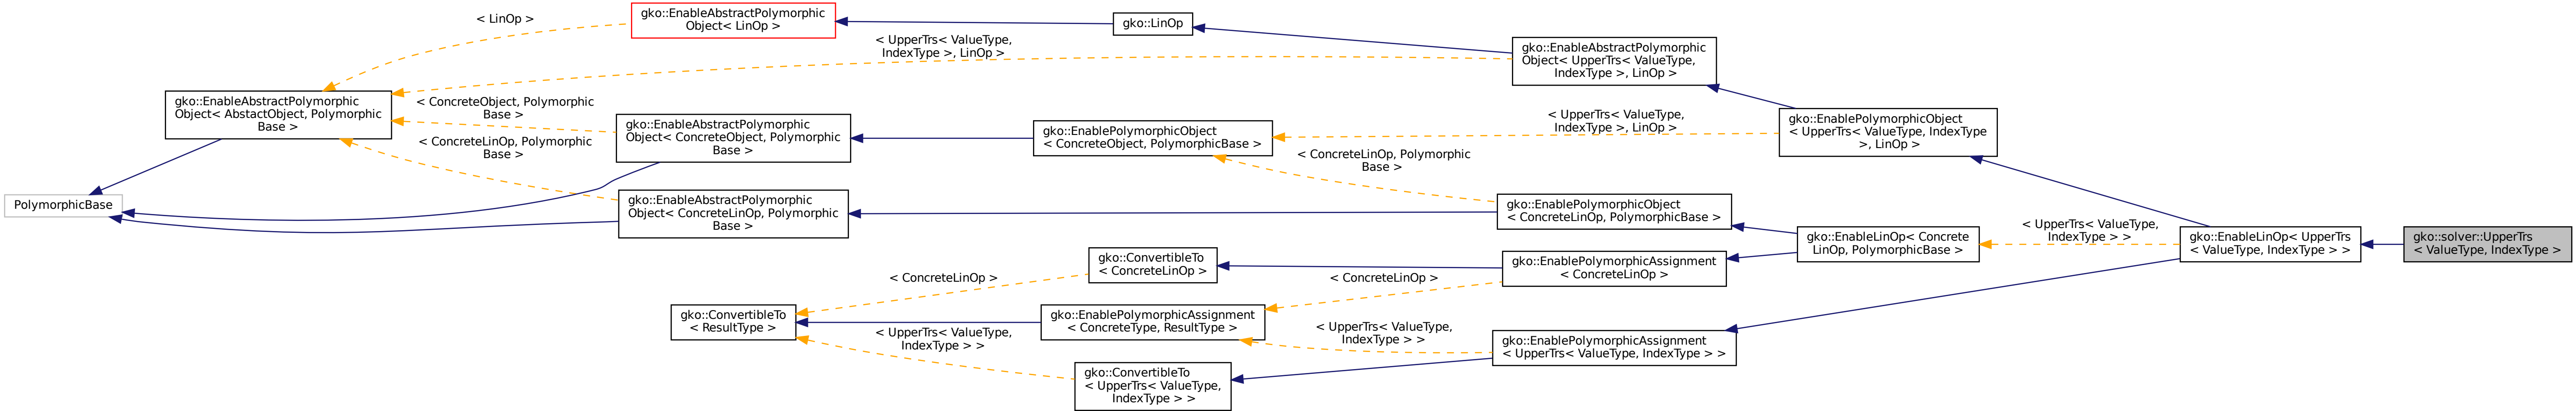 < LinOp >
gko::EnableAbstractPolymorphic
Object< LinOp >
gko::LinOp
< UpperTrs< ValueType,
IndexType >, LinOp >
gko::EnableAbstractPolymorphic
Object< UpperTrs< ValueType,
IndexType >, LinOp >
gko::EnableAbstractPolymorphic
Object< AbstactObject, Polymorphic
Base >
< ConcreteObject, Polymorphic
Base >
gko::EnableAbstractPolymorphic
Object< ConcreteObject, Polymorphic
Base >
gko::EnablePolymorphicObject
< ConcreteObject, PolymorphicBase >
< UpperTrs< ValueType,
IndexType >, LinOp >
gko::EnablePolymorphicObject
< UpperTrs< ValueType, IndexType
>, LinOp >
< ConcreteLinOp, Polymorphic
Base >
< ConcreteLinOp, Polymorphic
Base >
PolymorphicBase
gko::EnableAbstractPolymorphic
Object< ConcreteLinOp, Polymorphic
Base >
gko::EnablePolymorphicObject
< ConcreteLinOp, PolymorphicBase >
gko::EnableLinOp< Concrete
LinOp, PolymorphicBase >
< UpperTrs< ValueType,
IndexType > >
gko::EnableLinOp< UpperTrs
< ValueType, IndexType > >
gko::solver::UpperTrs
< ValueType, IndexType >
gko::ConvertibleTo
< ConcreteLinOp >
gko::EnablePolymorphicAssignment
< ConcreteLinOp >
< ConcreteLinOp >
< ConcreteLinOp >
gko::ConvertibleTo
< ResultType >
gko::EnablePolymorphicAssignment
< ConcreteType, ResultType >
< UpperTrs< ValueType,
IndexType > >
< UpperTrs< ValueType,
IndexType > >
gko::EnablePolymorphicAssignment
< UpperTrs< ValueType, IndexType > >
gko::ConvertibleTo
< UpperTrs< ValueType,
IndexType > >